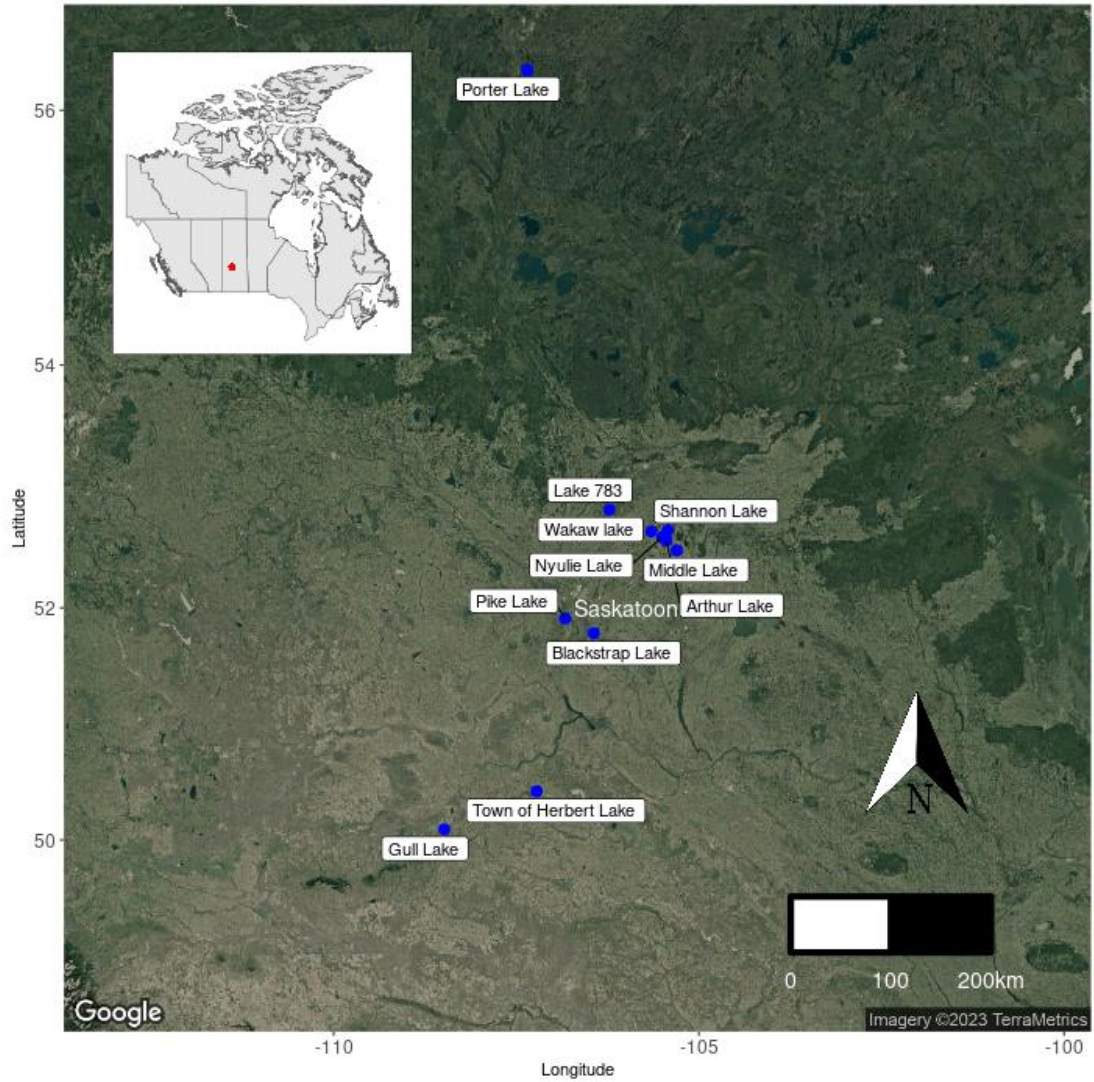 Porter Lake
56
54
Lake 783
Shannon Lake
Wakaw lake
Nyulie Lake
Middle Lake
Pike Lake
Saskatoon
Arthur Lake
Blackstrap Lake
52
Latitude
Town of Herbert Lake
N
50
Gull Lake
0 100 200km
Google
Imagery ©2023 TerraMetrics
-110 -105 -100
Longitude